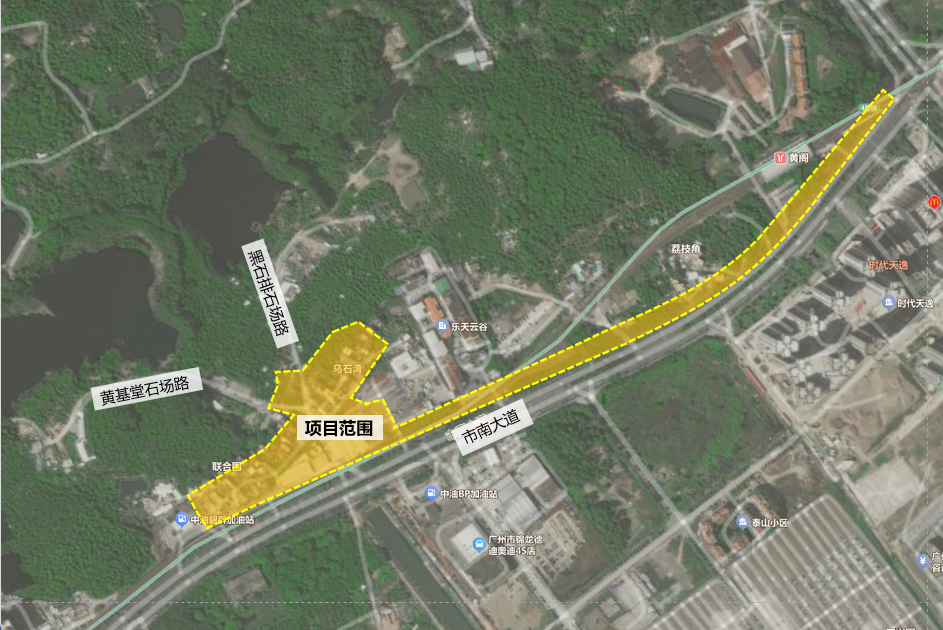 黄阁
荔枝角
时代天逸
时代天逸
黑石排石场路
乐天云谷
乌石湾
黄基堂石场路
项目范围
市南大道
联合围
中油BP加油站
广州市锦龙德
迪奥迪4S店
泰山小区